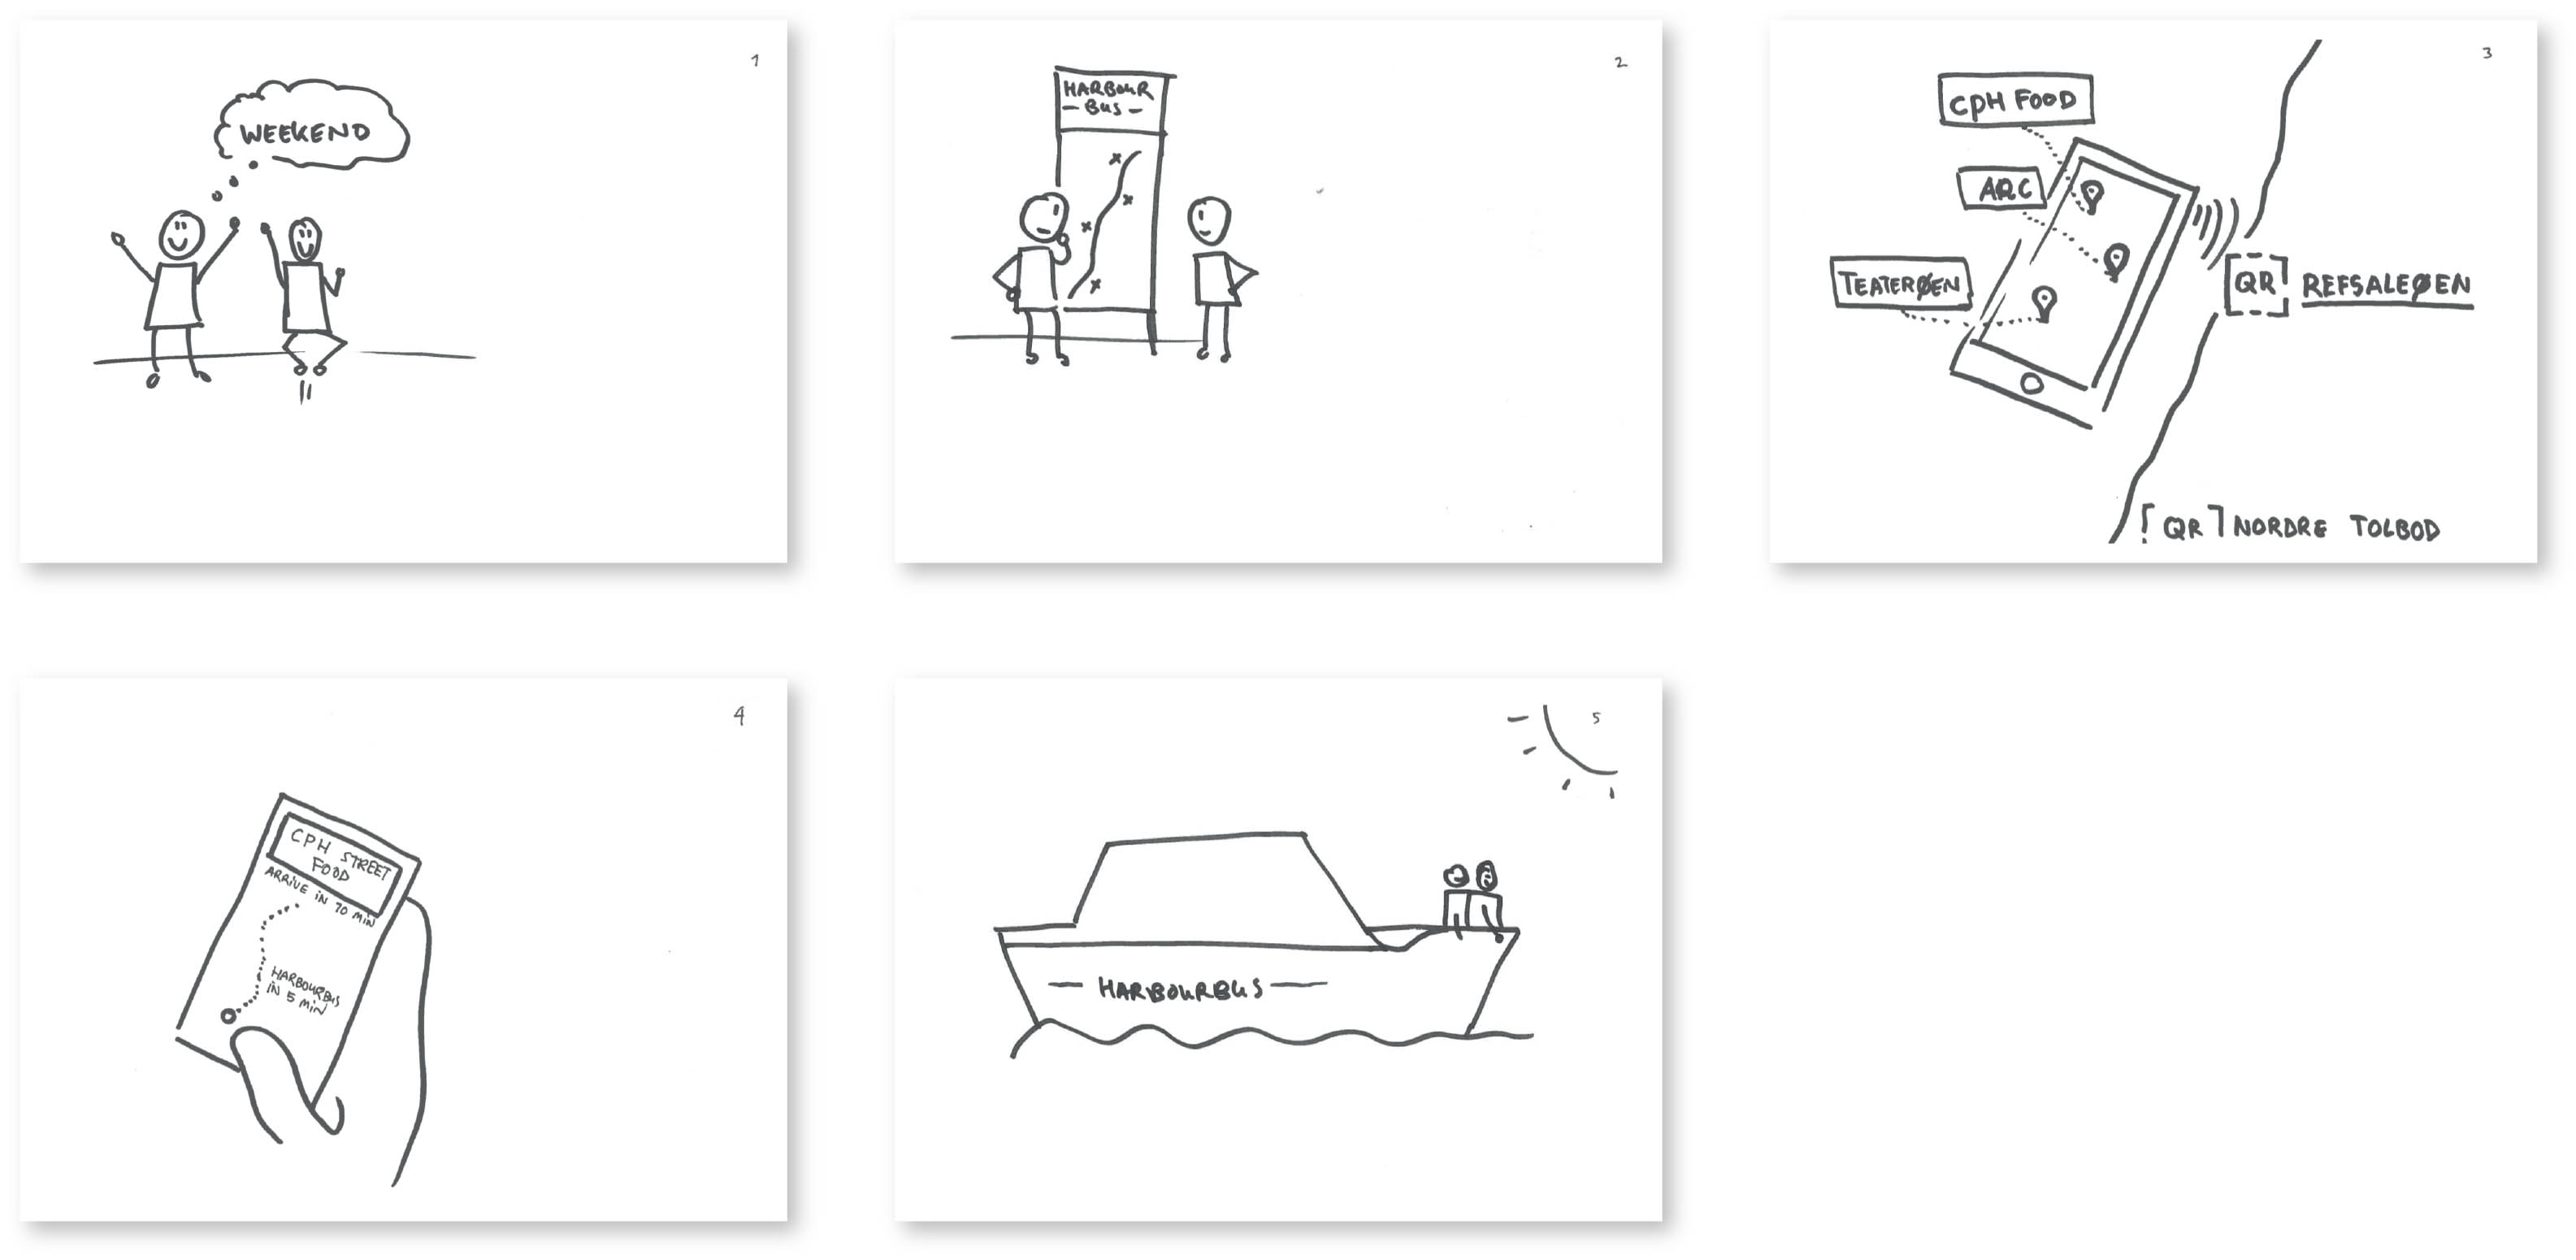 1
WEEKEND
2
HARBOUR
- BUS -
3
CPH FOOD
ARC
TEATERØEN
QR REFSALEØEN
QR NORDRE TOLBOD
4
CPH STREET
FOOD
ARRIVE IN 70 MIN
HARBOURBUS
IN 5 MIN
5
— HARBOURBUS —